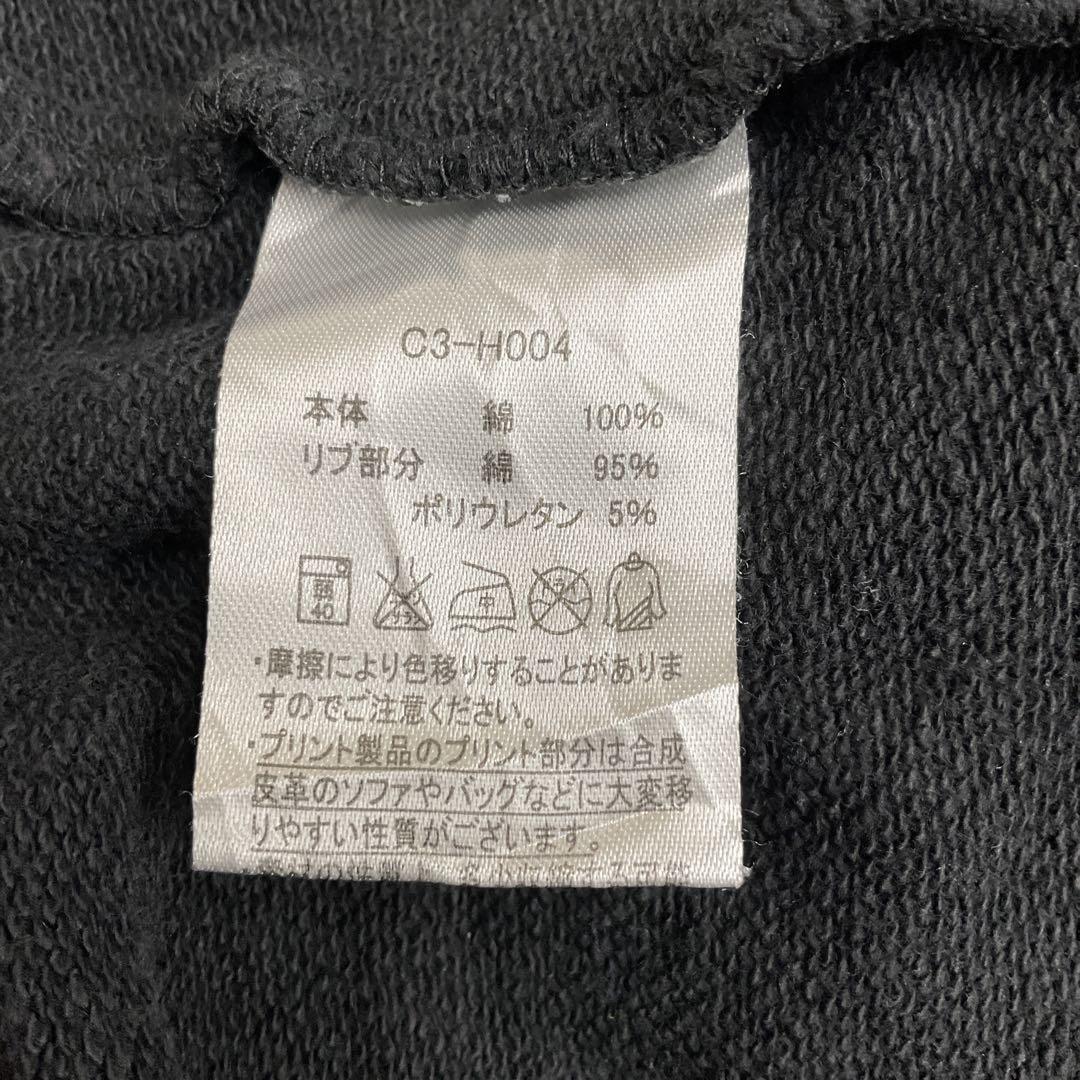 C3-H004
本体 綿 100%
リブ部分 綿 95%
ポリウレタン 5%
40 中
・摩擦により色移りすることがありま
すのでご注意ください。
・プリント製品のプリント部分は合成
皮革のソファやバッグなどに大変移
りやすい性質がございます。